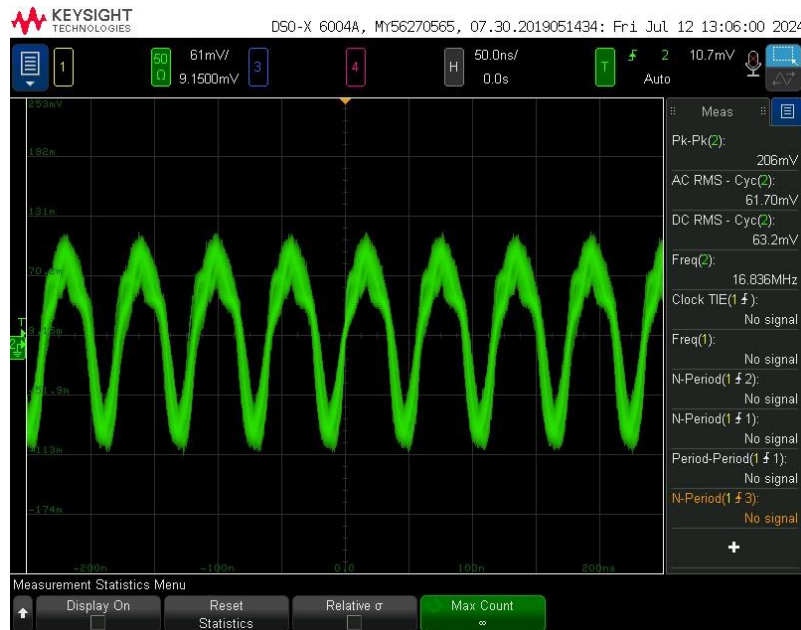 KEYSIGHT
TECHNOLOGIES
DSO-X 6004A, MY56270565, 07.30.2019051434: Fri Jul 12 13:06:00 2024
1
50 Ω
61mV/
9.1500mV
3
4
H
50.0ns/
0.0s
T
2
Auto
10.7mV
253mV
192m
131m
-113m
-174m
-200n
-100n
0.0
100n
200ns
Meas
Pk-Pk(2):
206mV
AC RMS - Cyc(2):
61.70mV
DC RMS - Cyc(2):
63.2mV
Freq(2):
16.836MHz
Clock TIE(1):
No signal
Freq(1):
No signal
N-Period(1 2):
No signal
N-Period(1 1):
No signal
Period-Period(1 1):
No signal
N-Period(1 3):
No signal
+
Measurement Statistics Menu
Display On
Reset
Statistics
Relative σ
Max Count
∞